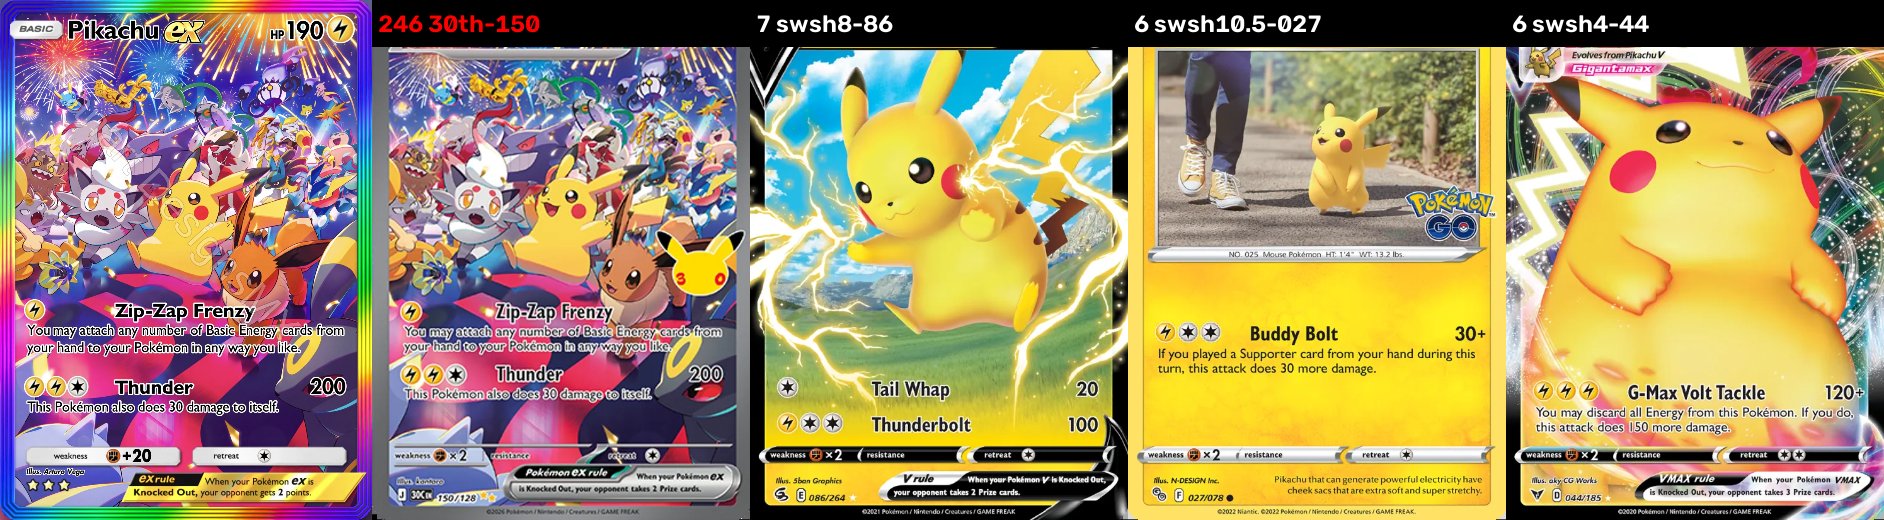 BASIC Pikachu ex HP 190
Zip-Zap Frenzy
You may attach any number of Basic Energy cards from
your hand to your Pokémon in any way you like.
Thunder 200
This Pokémon also does 30 damage to itself.
weakness +20 retreat
Illus. Arturo Vega
ex rule When your Pokémon ex is
Knocked Out, your opponent gets 2 points.
246 30th-150
30
Zip-Zap Frenzy
You may attach any number of Basic Energy cards from
your hand to your Pokémon in any way you like.
Thunder 200
This Pokémon also does 30 damage to itself.
weakness ×2 resistance retreat
Pokémon ex rule When your Pokémon ex
is Knocked Out, your opponent takes 2 Prize cards.
Illus. kantaro
J 30C EN 150/128
©2026 Pokémon / Nintendo / Creatures / GAME FREAK
7 swsh8-86
Tail Whap 20
Thunderbolt 100
weakness ×2 resistance retreat
Illus. 5ban Graphics
E 086/264
V rule When your Pokémon V is Knocked Out,
your opponent takes 2 Prize cards.
©2021 Pokémon / Nintendo / Creatures / GAME FREAK
6 swsh10.5-027
Pokémon GO
NO. 025 Mouse Pokémon HT: 1'4" WT: 13.2 lbs.
Buddy Bolt 30+
If you played a Supporter card from your hand during this
turn, this attack does 30 more damage.
weakness ×2 resistance retreat
Illus. N-DESIGN Inc.
F 027/078
Pikachu that can generate powerful electricity have
cheek sacs that are extra soft and super stretchy.
©2022 Niantic. ©2022 Pokémon / Nintendo / Creatures / GAME FREAK.
6 swsh4-44
Evolves from Pikachu V
Gigantamax
G-Max Volt Tackle 120+
You may discard all Energy from this Pokémon. If you do,
this attack does 150 more damage.
weakness ×2 resistance retreat
Illus. aky CG Works
D 044/185
VMAX rule When your Pokémon VMAX
is Knocked Out, your opponent takes 3 Prize cards.
©2020 Pokémon / Nintendo / Creatures / GAME FREAK